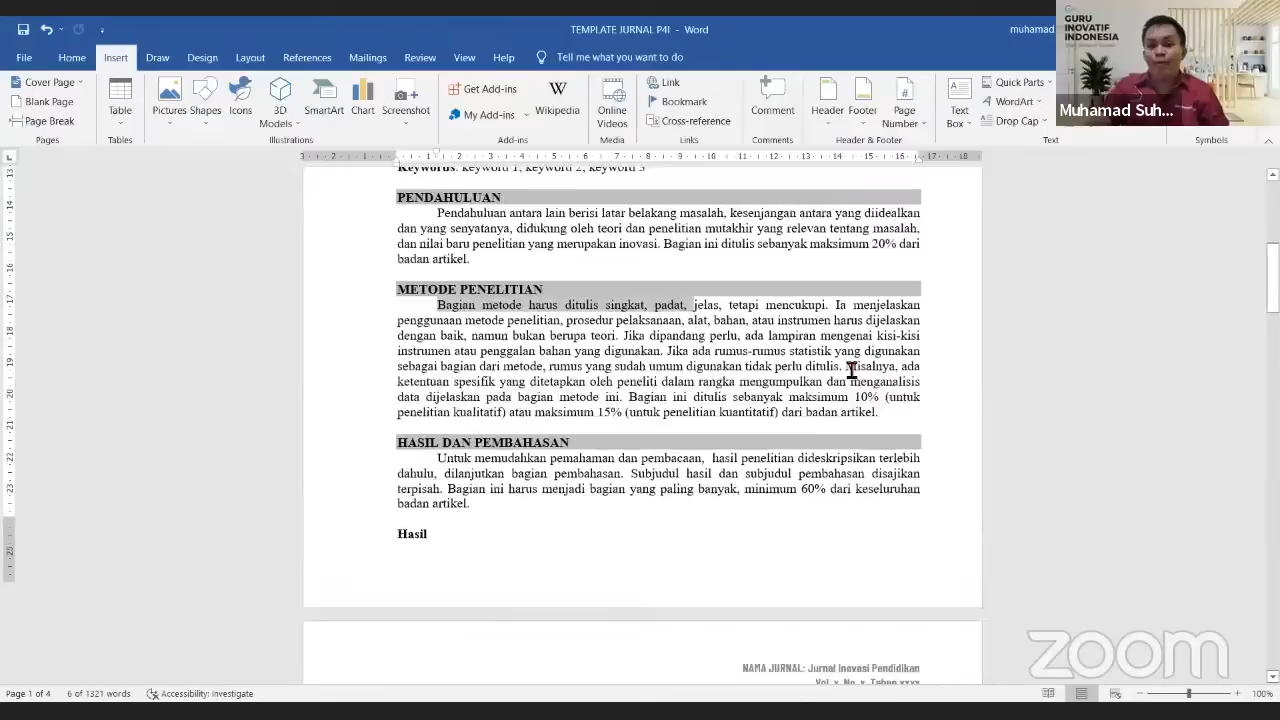 TEMPLATE JURNAL P4I - Word
muhamad
File Home Insert Draw Design Layout References Mailings Review View Help Tell me what you want to do
Cover Page
Blank Page
Page Break
Pages
Table
Tables
Pictures Shapes Icons 3D Models SmartArt Chart Screenshot
Illustrations
Get Add-ins
My Add-ins
Wikipedia
Add-ins
Online Videos
Media
Link
Bookmark
Cross-reference
Links
Comment
Comments
Header Footer Page Number
Header & Footer
Text Box
Quick Parts
WordArt
Drop Cap
Text
Symbols
GURU
INOVATIF
INDONESIA
Muhamad Suh...
Keywords: keyword 1, keyword 2, keyword 3
PENDAHULUAN
Pendahuluan antara lain berisi latar belakang masalah, kesenjangan antara yang diidealkan
dan yang senyatanya, didukung oleh teori dan penelitian mutakhir yang relevan tentang masalah,
dan nilai baru penelitian yang merupakan inovasi. Bagian ini ditulis sebanyak maksimum 20% dari
badan artikel.
METODE PENELITIAN
Bagian metode harus ditulis singkat, padat, jelas, tetapi mencukupi. Ia menjelaskan
penggunaan metode penelitian, prosedur pelaksanaan, alat, bahan, atau instrumen harus dijelaskan
dengan baik, namun bukan berupa teori. Jika dipandang perlu, ada lampiran mengenai kisi-kisi
instrumen atau penggalan bahan yang digunakan. Jika ada rumus-rumus statistik yang digunakan
sebagai bagian dari metode, rumus yang sudah umum digunakan tidak perlu ditulis. Misalnya, ada
ketentuan spesifik yang ditetapkan oleh peneliti dalam rangka mengumpulkan dan menganalisis
data dijelaskan pada bagian metode ini. Bagian ini ditulis sebanyak maksimum 10% (untuk
penelitian kualitatif) atau maksimum 15% (untuk penelitian kuantitatif) dari badan artikel.
HASIL DAN PEMBAHASAN
Untuk memudahkan pemahaman dan pembacaan, hasil penelitian dideskripsikan terlebih
dahulu, dilanjutkan bagian pembahasan. Subjudul hasil dan subjudul pembahasan disajikan
terpisah. Bagian ini harus menjadi bagian yang paling banyak, minimum 60% dari keseluruhan
badan artikel.
Hasil
NAMA JURNAL: Jurnal Inovasi Pendidikan
Vol. x. No. x. Tahun xxxx
zoom
Page 1 of 4 6 of 1321 words Accessibility: Investigate
100%